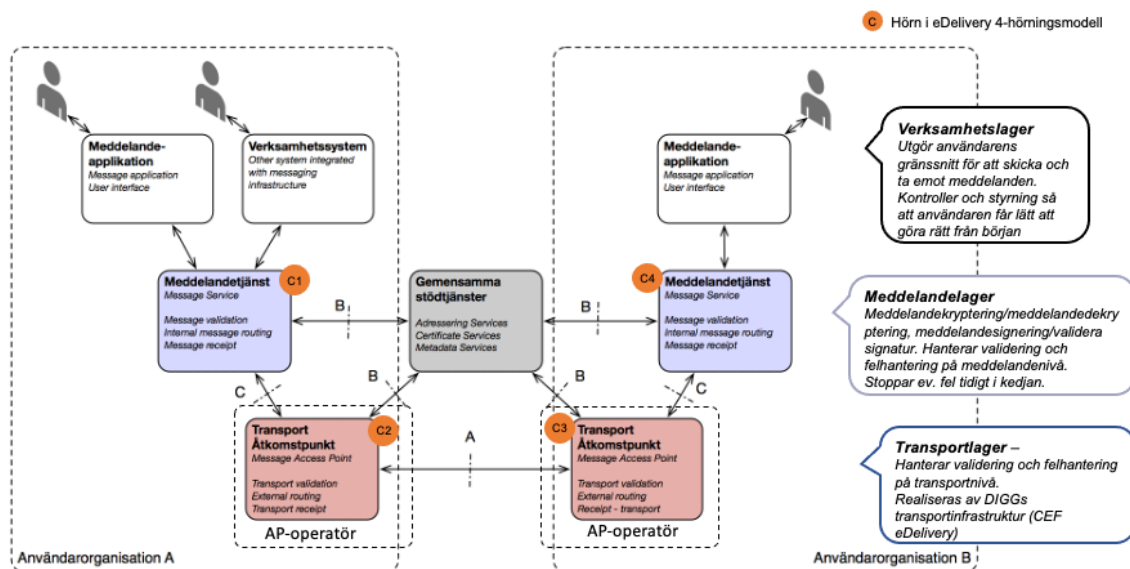 C Hörn i eDelivery 4-hörningsmodell
Meddelande-
applikation
Message application
User interface
Verksamhetssystem
Other system integrated
with messaging
infrastructure
Meddelande-
applikation
Message application
User interface
Verksamhetslager
Utgör användarens
gränssnitt för att skicka och
ta emot meddelanden.
Kontroller och styrning så
att användaren får lätt att
göra rätt från början
C1
Meddelandetjänst
Message Service
Message validation
Internal message routing
Message receipt
B
Gemensamma
stödtjänster
Adressering Services
Certificate Services
Metadata Services
B
C4
Meddelandetjänst
Message Service
Message validation
Internal message routing
Message receipt
Meddelandelager
Meddelandekryptering/meddelandedekry
ptering, meddelandesignering/validera
signatur. Hanterar validering och
felhantering på meddelandenivå.
Stoppar ev. fel tidigt i kedjan.
C
B
B
C
C2
Transport
Åtkomstpunkt
Message Access Point
Transport validation
External routing
Transport receipt
AP-operatör
A
C3
Transport
Åtkomstpunkt
Message Access Point
Transport validation
External routing
Receipt - transport
AP-operatör
Transportlager –
Hanterar validering och felhantering
på transportnivå.
Realiseras av DIGGs
transportinfrastruktur (CEF
eDelivery)
Användarorganisation A
Användarorganisation B